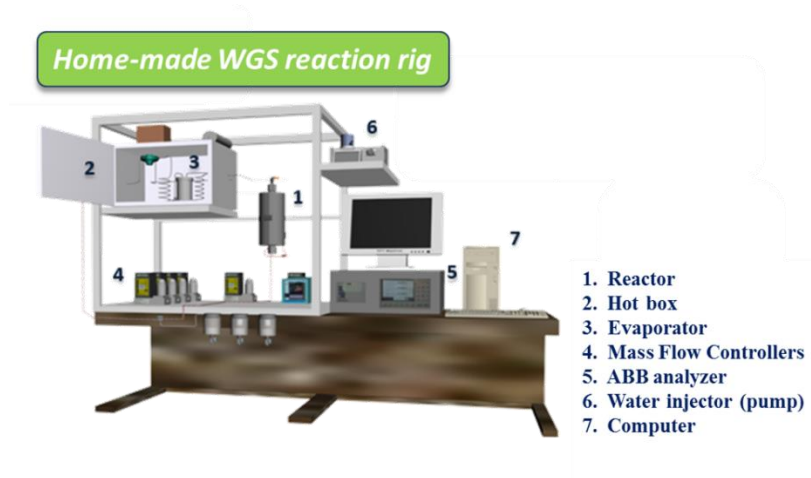 Home-made WGS reaction rig
6
2
3
1
7
4
5
1. Reactor
2. Hot box
3. Evaporator
4. Mass Flow Controllers
5. ABB analyzer
6. Water injector (pump)
7. Computer